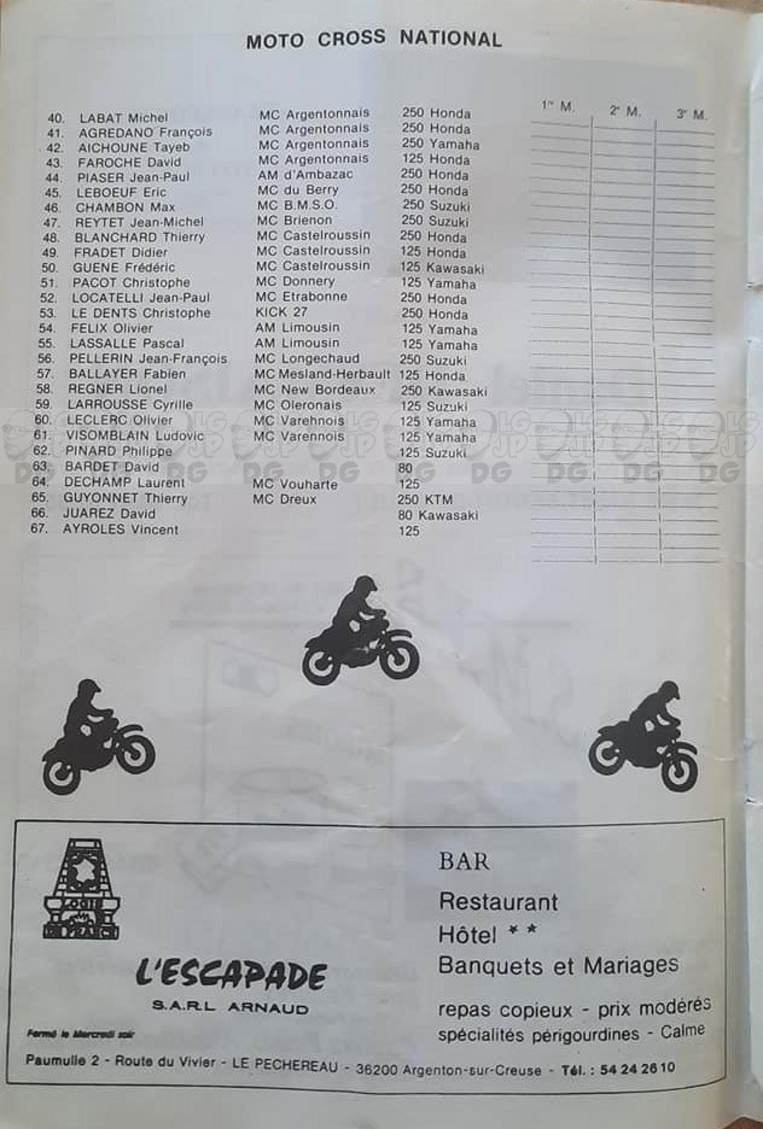 MOTO CROSS NATIONAL
1re M. 2e M. 3e M.
40. LABAT Michel MC Argentonnais 250 Honda
41. AGREDANO François MC Argentonnais 250 Honda
42. AICHOUNE Tayeb MC Argentonnais 250 Yamaha
43. FAROCHE David MC Argentonnais 125 Honda
44. PIASER Jean-Paul AM d'Ambazac 250 Honda
45. LEBOEUF Eric MC du Berry 250 Honda
46. CHAMBON Max MC B.M.S.O. 250 Suzuki
47. REYTET Jean-Michel MC Brienon 250 Suzuki
48. BLANCHARD Thierry MC Castelroussin 250 Honda
49. FRADET Didier MC Castelroussin 125 Honda
50. GUENE Frédéric MC Castelroussin 125 Kawasaki
51. PACOT Christophe MC Donnery 125 Yamaha
52. LOCATELLI Jean-Paul MC Etrabonne 250 Honda
53. LE DENTS Christophe KICK 27 250 Honda
54. FELIX Olivier AM Limousin 125 Yamaha
55. LASSALLE Pascal AM Limousin 125 Yamaha
56. PELLERIN Jean-François MC Longechaud 250 Suzuki
57. BALLAYER Fabien MC Mesland-Herbault 125 Honda
58. REGNER Lionel MC New Bordeaux 250 Kawasaki
59. LARROUSSE Cyrille MC Oleronais 125 Suzuki
60. LECLERC Olivier MC Varehnois 125 Yamaha
61. VISOMBLAIN Ludovic MC Varennois 125 Yamaha
62. PINARD Philippe 125 Suzuki
63. BARDET David 80
64. DECHAMP Laurent MC Vouharte 125
65. GUYONNET Thierry MC Dreux 250 KTM
66. JUAREZ David 80 Kawasaki
67. AYROLES Vincent 125
LOGIS DE FRANCE
L'ESCAPADE
S.A.R.L ARNAUD
Fermé le Mercredi soir
BAR
Restaurant
Hôtel **
Banquets et Mariages
repas copieux - prix modérés
spécialités périgourdines - Calme
Paumulle 2 - Route du Vivier - LE PECHEREAU - 36200 Argenton-sur-Creuse - Tél. : 54 24 26 10